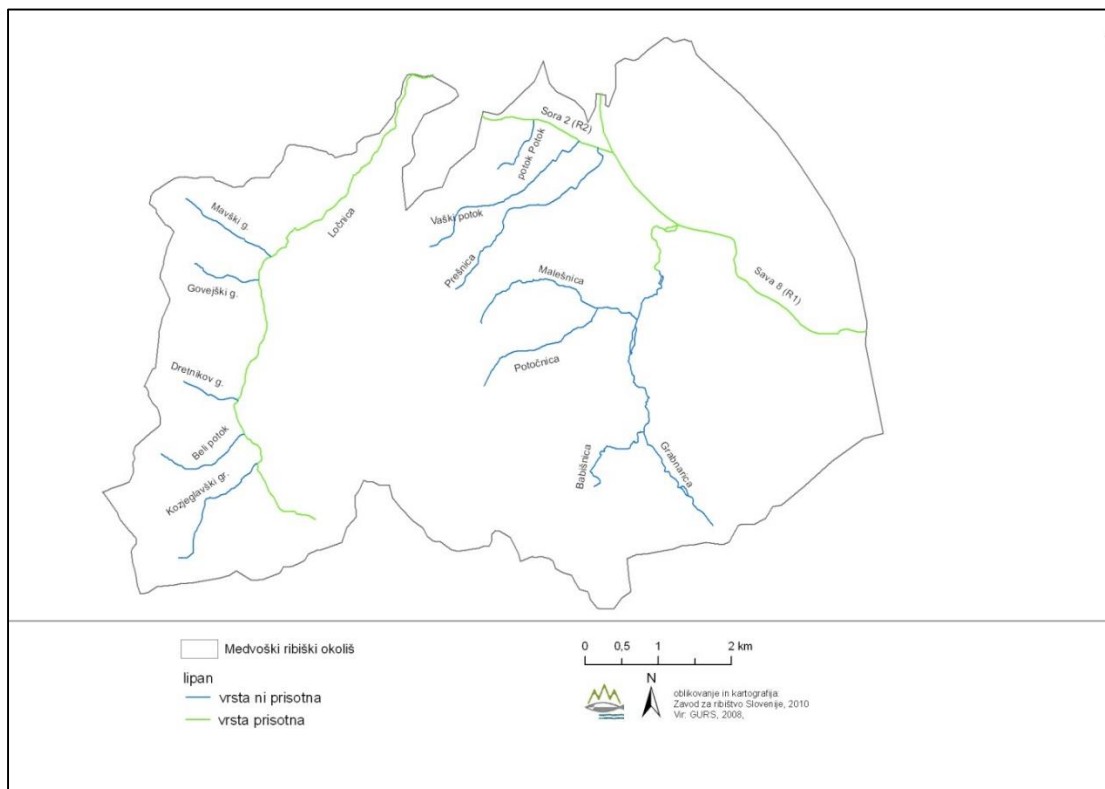 Sora 2 (R2)
potok Potok
Vaški potok
Prešnica
Mavški g.
Ločnica
Govejški g.
Malešnica
Sava 8 (R1)
Potočnica
Dretnikov g.
Beli potok
Kozjeglavški gr.
Babišnica
Grabnarica
Medvoški ribiški okoliš
lipan
vrsta ni prisotna
vrsta prisotna
0 0,5 1 2 km
N
oblikovanje in kartografija:
Zavod za ribištvo Slovenije, 2010
Vir: GURS, 2008,